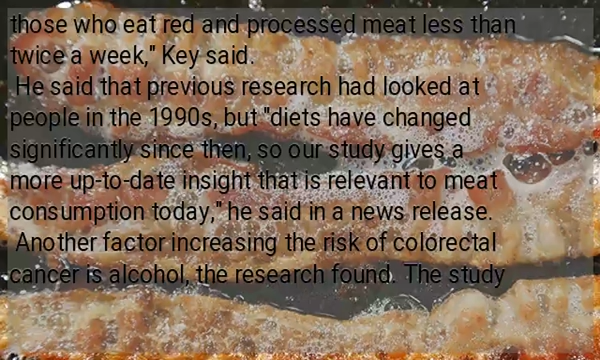 those who eat red and processed meat less than
twice a week," Key said.
He said that previous research had looked at
people in the 1990s, but "diets have changed
significantly since then, so our study gives a
more up-to-date insight that is relevant to meat
consumption today," he said in a news release.
Another factor increasing the risk of colorectal
cancer is alcohol, the research found. The study